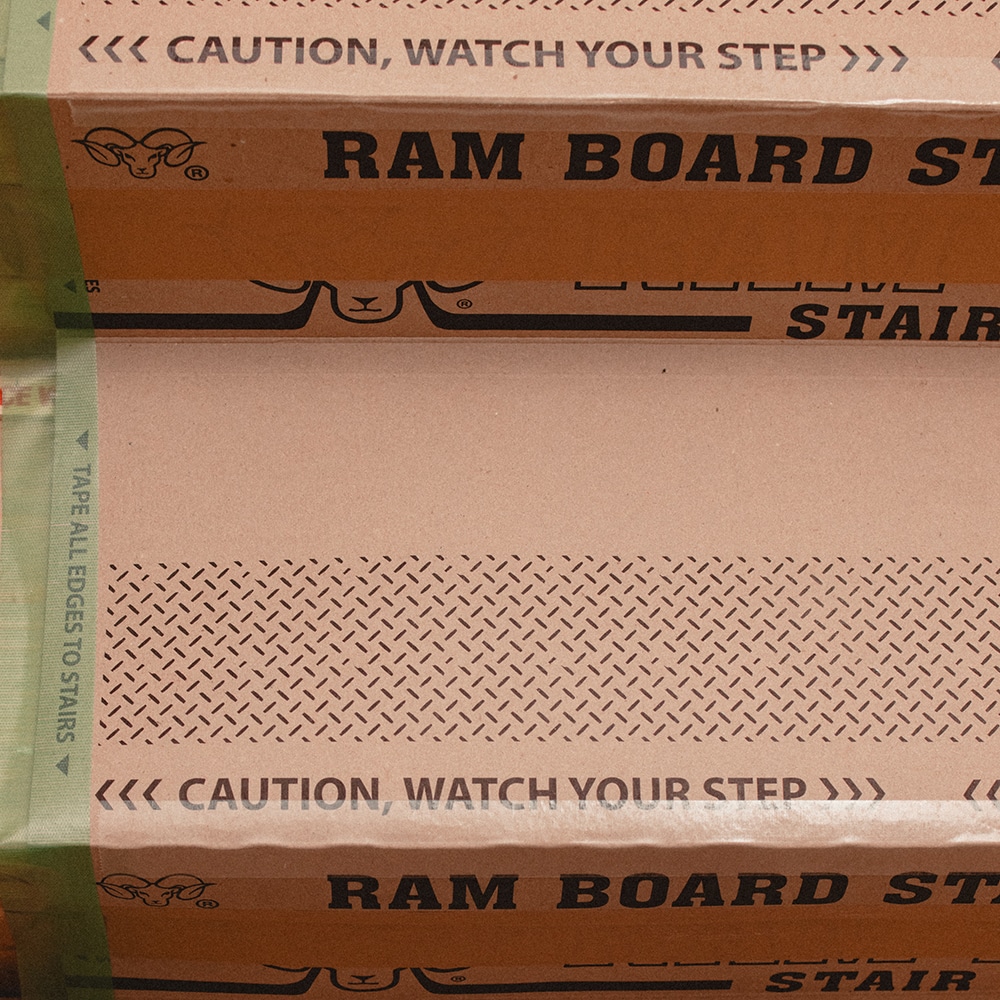 ‹‹‹ CAUTION, WATCH YOUR STEP ›››
®
RAM BOARD ST
®
STAIR
TAPE ALL EDGES TO STAIRS
‹‹‹ CAUTION, WATCH YOUR STEP ›››
®
RAM BOARD ST
®
STAIR